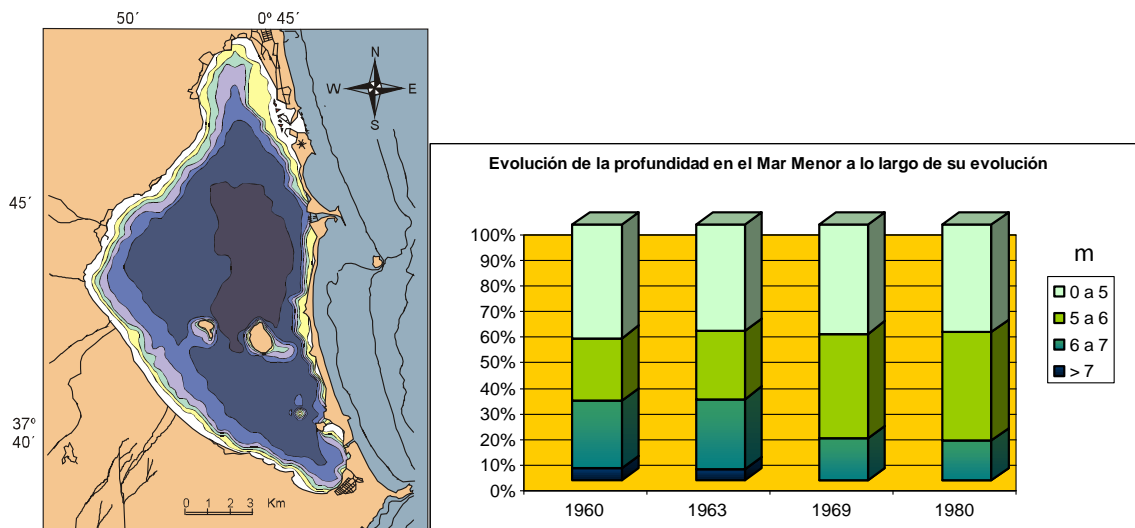 50´ 0º 45´
N
W E
S
45´
37º
40´
0 1 2 3 Km
Evolución de la profundidad en el Mar Menor a lo largo de su evolución
100%
90%
80%
70%
60%
50%
40%
30%
20%
10%
0%
1960 1963 1969 1980
m
0 a 5
5 a 6
6 a 7
> 7